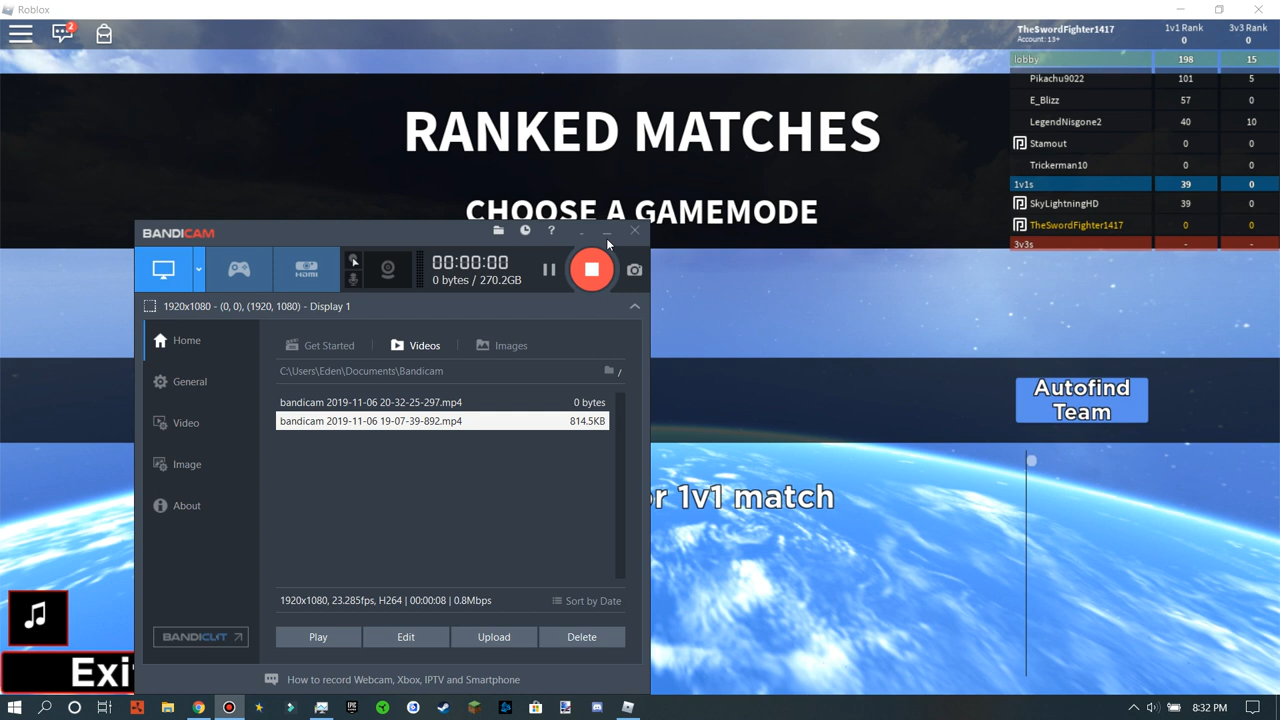 Roblox
2
TheSwordFighter1417
Account: 13+
1v1 Rank
0
3v3 Rank
0
lobby 198 15
Pikachu9022 101 5
E_Blizz 57 0
LegendNisgone2 40 10
Stamout 0 0
Trickerman10 0 0
1v1s 39 0
SkyLightningHD 39 0
TheSwordFighter1417 0 0
3v3s - -
RANKED MATCHES
CHOOSE A GAMEMODE
BANDICAM
?
HDMI
00:00:00
0 bytes / 270.2GB
1920x1080 - (0, 0), (1920, 1080) - Display 1
Home
General
Video
Image
About
Get Started
Videos
Images
C:\Users\Eden\Documents\Bandicam
/
bandicam 2019-11-06 20-32-25-297.mp4 0 bytes
bandicam 2019-11-06 19-07-39-892.mp4 814.5KB
Autofind
Team
or 1v1 match
1920x1080, 23.285fps, H264 | 00:00:08 | 0.8Mbps
Sort by Date
BANDICUT
Play
Edit
Upload
Delete
How to record Webcam, Xbox, IPTV and Smartphone
Exi
EPIC
8:32 PM